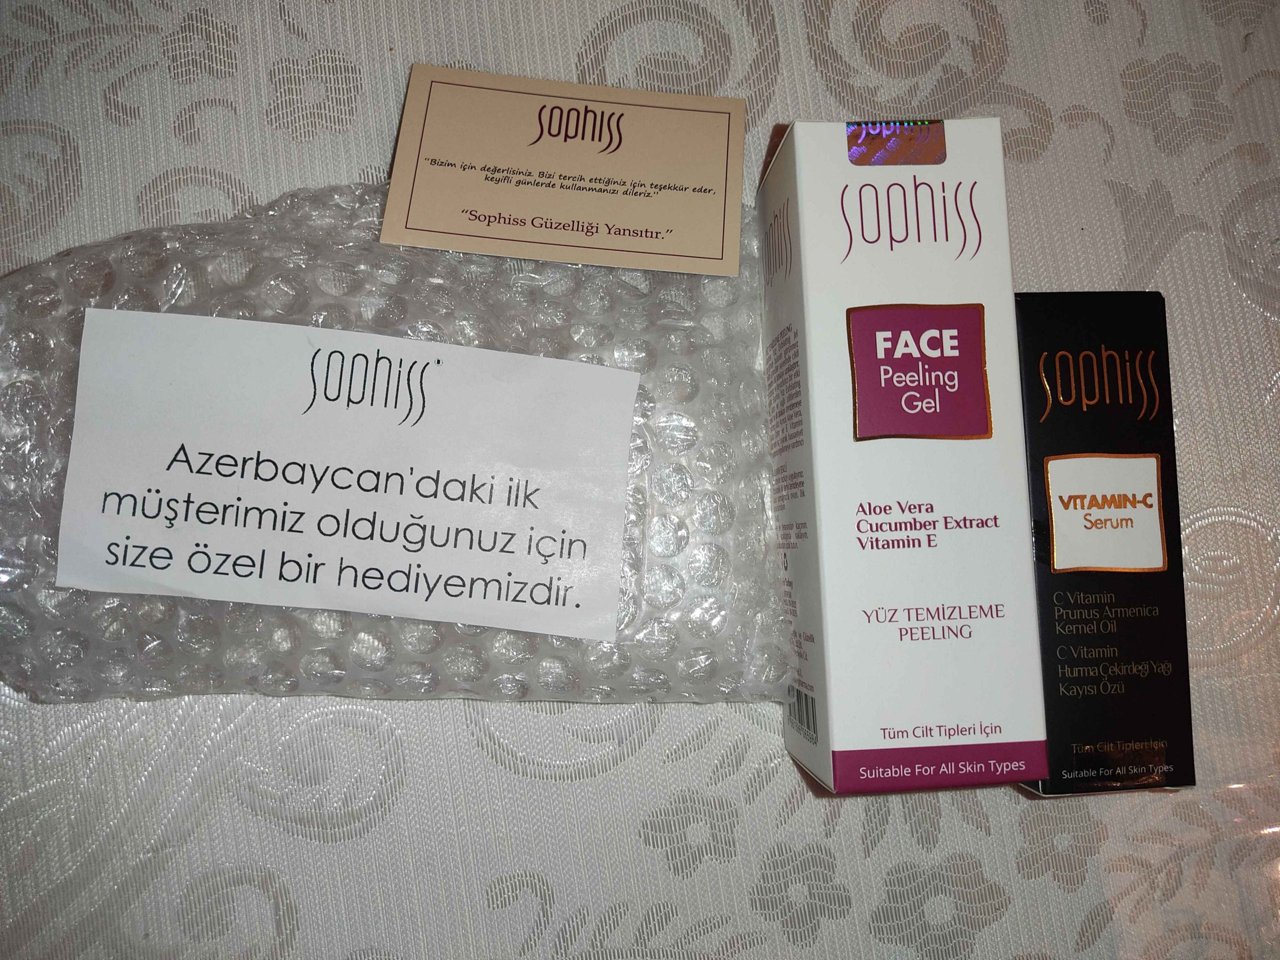 sophiss
"Bizim için değerlisiniz. Bizi tercih ettiğiniz için teşekkür eder,
keyifli günlerde kullanmanızı dileriz."
"Sophiss Güzelliği Yansıtır."
sophiss
Azerbaycan'daki ilk
müşterimiz olduğunuz için
size özel bir hediyemizdir.
sophiss
sophiss
FACE
Peeling
Gel
Aloe Vera
Cucumber Extract
Vitamin E
YÜZ TEMİZLEME
PEELING
Tüm Cilt Tipleri İçin
Suitable For All Skin Types
sophiss
sophiss
VITAMIN-C
Serum
C Vitamin
Prunus Armenica
Kernel Oil
C Vitamin
Hurma Çekirdeği Yağı
Kayısı Özü
Tüm Cilt Tipleri İçin
Suitable For All Skin Types